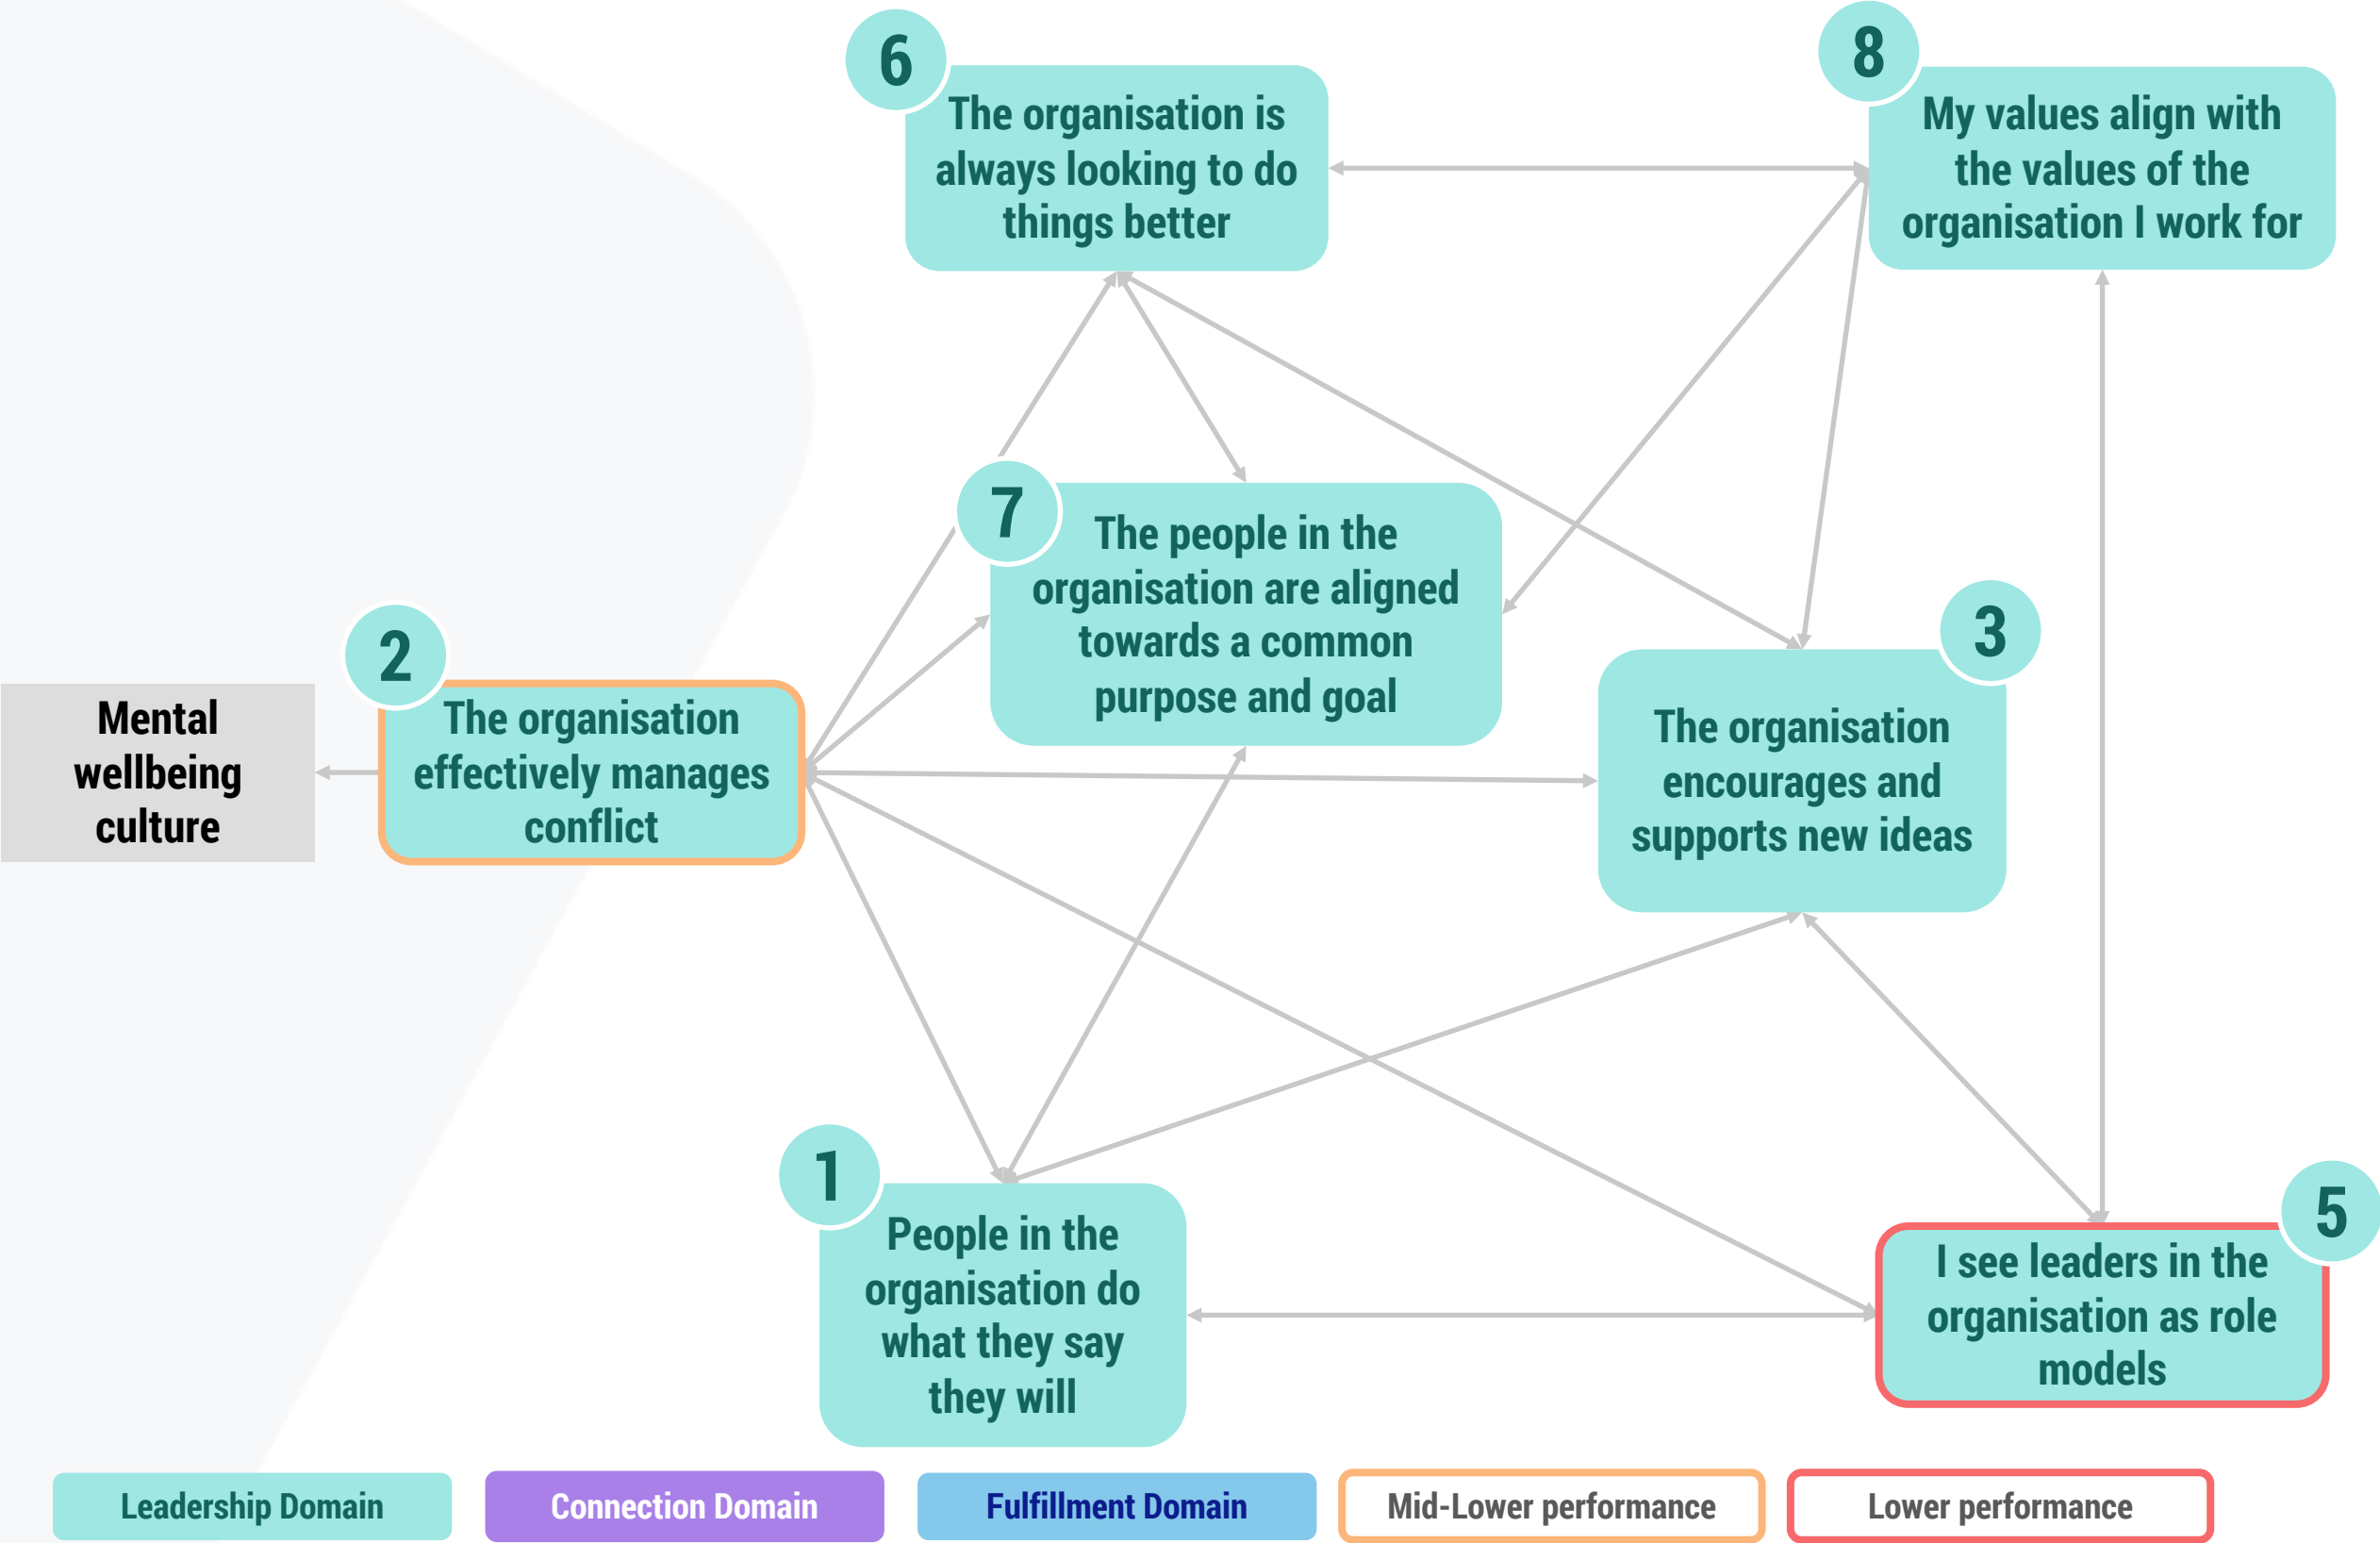 6
The organisation is
always looking to do
things better
8
My values align with
the values of the
organisation I work for
7
The people in the
organisation are aligned
towards a common
purpose and goal
3
The organisation
encourages and
supports new ideas
2
The organisation
effectively manages
conflict
Mental
wellbeing
culture
1
People in the
organisation do
what they say
they will
5
I see leaders in the
organisation as role
models
Leadership Domain
Connection Domain
Fulfillment Domain
Mid-Lower performance
Lower performance